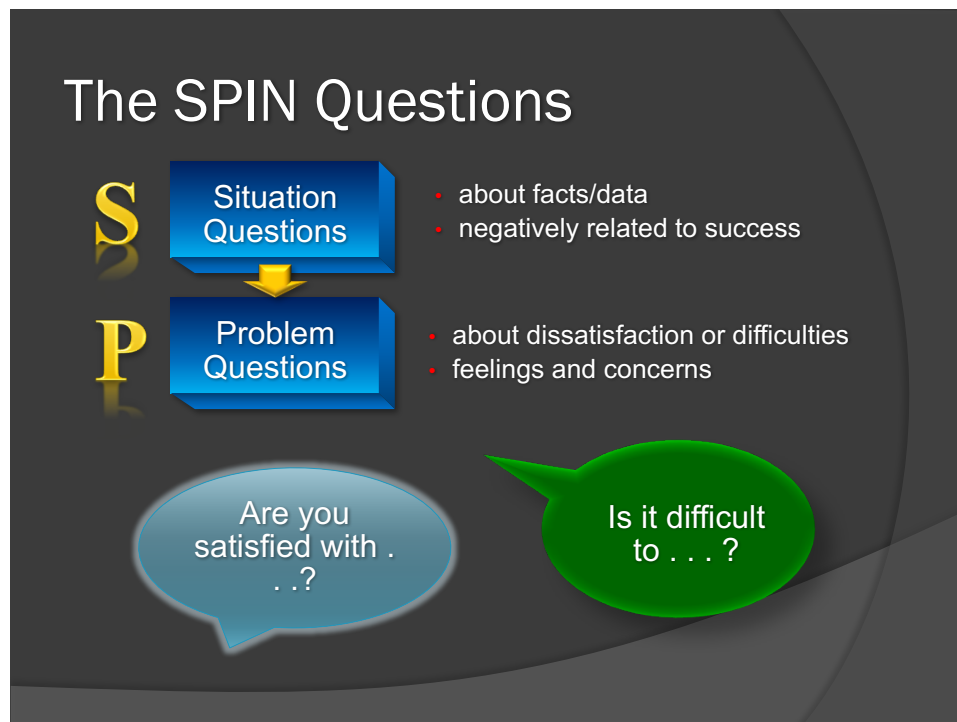 The SPIN Questions
S
Situation
Questions
• about facts/data
• negatively related to success
P
Problem
Questions
• about dissatisfaction or difficulties
• feelings and concerns
Are you
satisfied with .
. .?
Is it difficult
to . . . ?